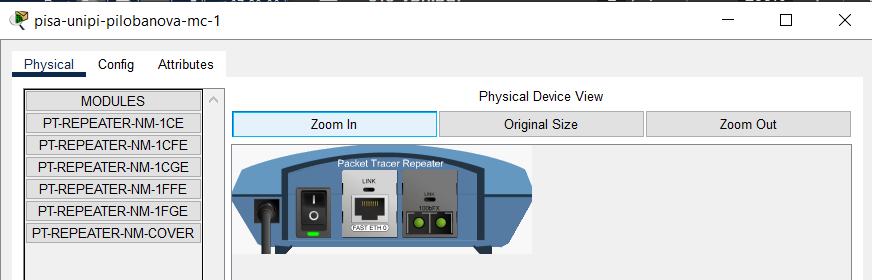 pisa-unipi-pilobanova-mc-1
Physical Config Attributes
MODULES
PT-REPEATER-NM-1CE
PT-REPEATER-NM-1CFE
PT-REPEATER-NM-1CGE
PT-REPEATER-NM-1FFE
PT-REPEATER-NM-1FGE
PT-REPEATER-NM-COVER
Physical Device View
Zoom In Original Size Zoom Out
Packet Tracer Repeater
LINK
LINK
100bFX
FAST ETH 0